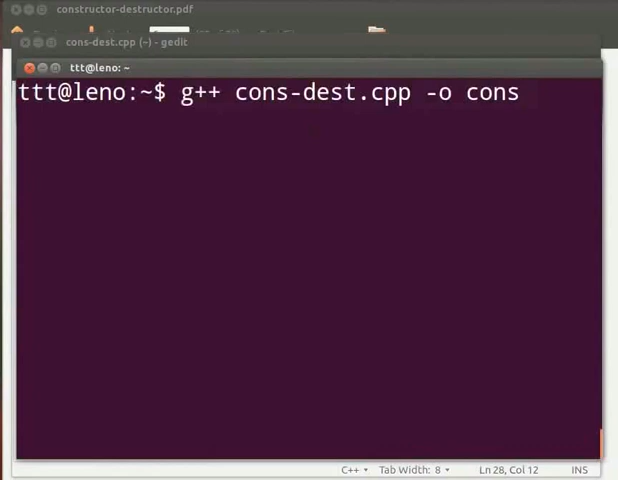 constructor-destructor.pdf
cons-dest.cpp (~) - gedit
ttt@leno: ~
ttt@leno:~$ g++ cons-dest.cpp -o cons
C++ Tab Width: 8 Ln 28, Col 12 INS